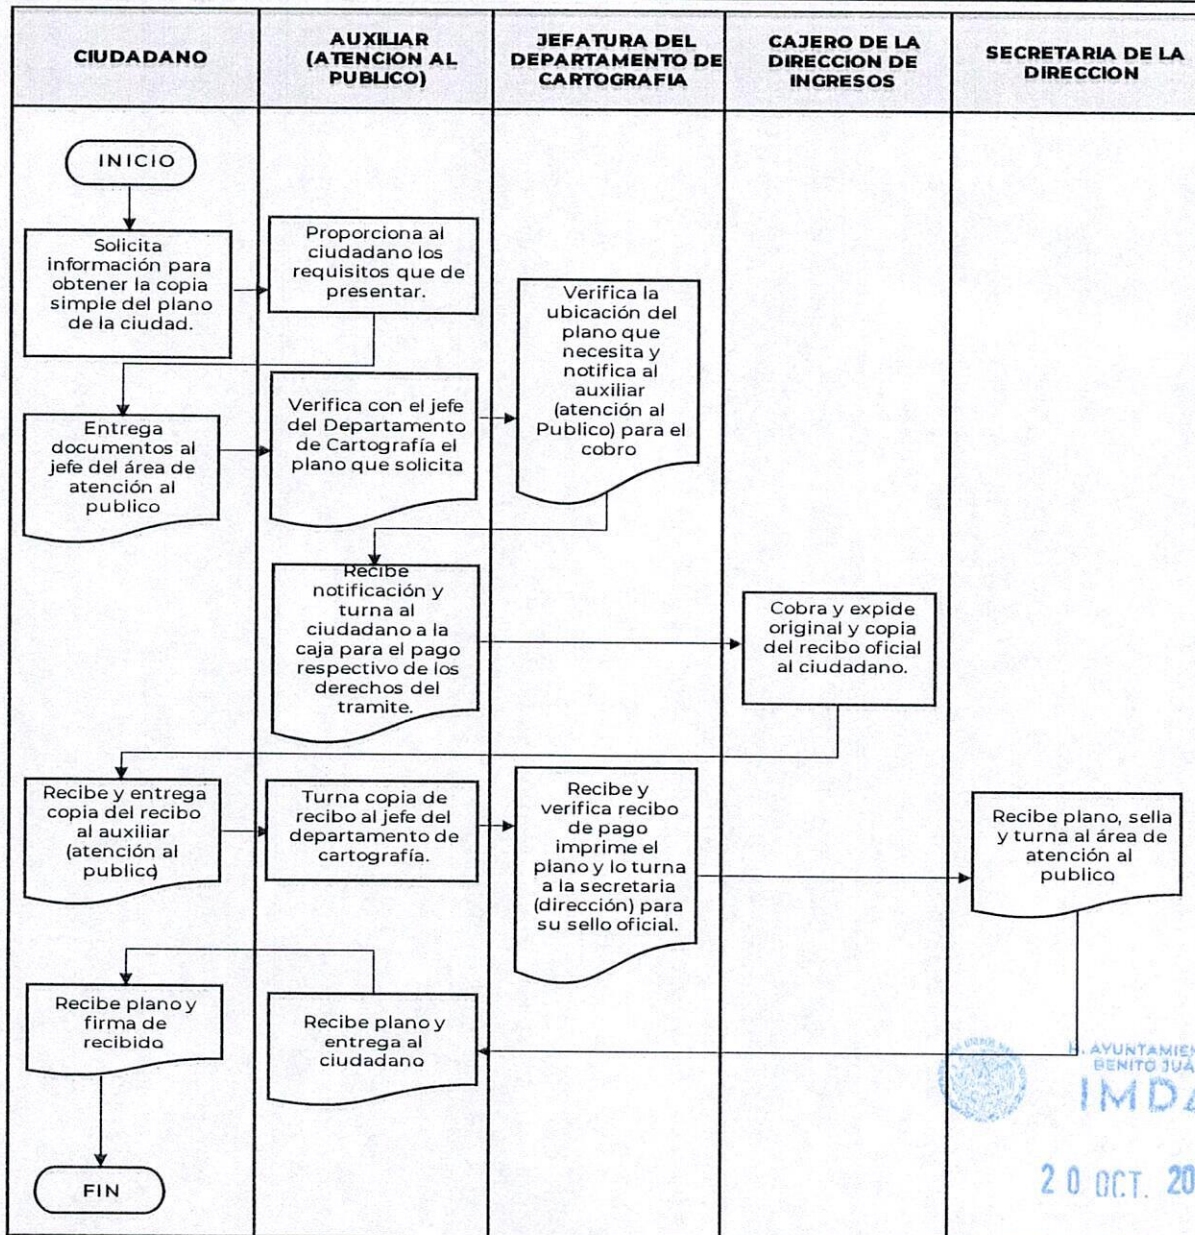 CIUDADANO
AUXILIAR
(ATENCION AL
PUBLICO)
JEFATURA DEL
DEPARTAMENTO DE
CARTOGRAFIA
CAJERO DE LA
DIRECCION DE
INGRESOS
SECRETARIA DE LA
DIRECCION
INICIO
Solicita
información para
obtener la copia
simple del plano
de la ciudad.
Proporciona al
ciudadano los
requisitos que de
presentar.
Entrega
documentos al
jefe del área de
atención al
publico
Verifica con el jefe
del Departamento
de Cartografía el
plano que solicita
Verifica la
ubicación del
plano que
necesita y
notifica al
auxiliar
(atención al
Publico) para el
cobro
Recibe
notificación y
turna al
ciudadano a la
caja para el pago
respectivo de los
derechos del
tramite.
Cobra y expide
original y copia
del recibo oficial
al ciudadano.
Recibe y entrega
copia del recibo
al auxiliar
(atención al
publico)
Turna copia de
recibo al jefe del
departamento de
cartografía.
Recibe y
verifica recibo
de pago
imprime el
plano y lo turna
a la secretaria
(dirección) para
su sello oficial.
Recibe plano, sella
y turna al área de
atención al
publico
Recibe plano y
entrega al
ciudadano
Recibe plano y
firma de
recibido
FIN
H. AYUNTAMIEN
BENITO JUÁ
IMDA
20 OCT. 20